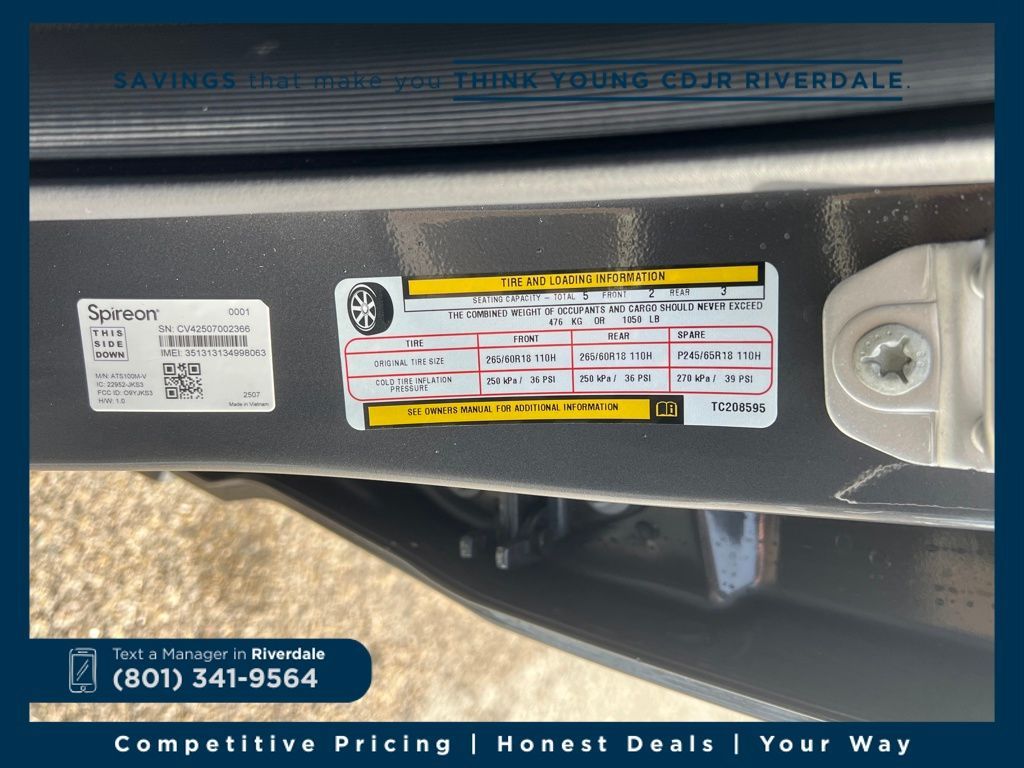 SAVINGS that make you THINK YOUNG CDJR RIVERDALE.
Spireon® 0001
THIS SIDE DOWN
SN: CV42507002366
IMEI: 351313134998063
M/N: ATS100M-V
IC: 22952-JKS3
FCC ID: O9YJKS3
H/W: 1.0
2507
Made in Vietnam
TIRE AND LOADING INFORMATION
SEATING CAPACITY – TOTAL 5 FRONT 2 REAR 3
THE COMBINED WEIGHT OF OCCUPANTS AND CARGO SHOULD NEVER EXCEED
476 KG OR 1050 LB
TIRE FRONT REAR SPARE
ORIGINAL TIRE SIZE 265/60R18 110H 265/60R18 110H P245/65R18 110H
COLD TIRE INFLATION PRESSURE 250 kPa / 36 PSI 250 kPa / 36 PSI 270 kPa / 39 PSI
SEE OWNERS MANUAL FOR ADDITIONAL INFORMATION
TC208595
Text a Manager in Riverdale
(801) 341-9564
Competitive Pricing | Honest Deals | Your Way